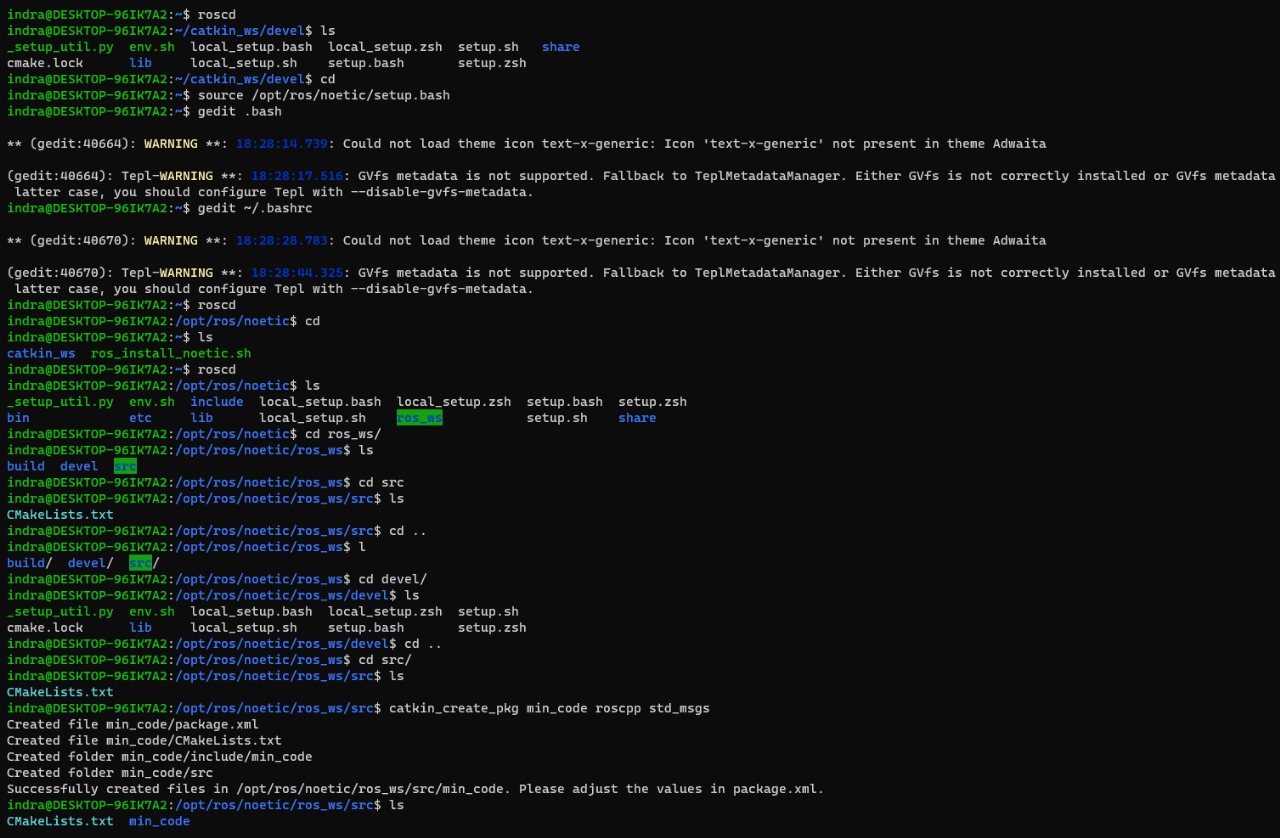 indra@DESKTOP-96IK7A2:~$ roscd
indra@DESKTOP-96IK7A2:~/catkin_ws/devel$ ls
_setup_util.py  env.sh  local_setup.bash  local_setup.zsh  setup.sh   share
cmake.lock      lib     local_setup.sh    setup.bash       setup.zsh
indra@DESKTOP-96IK7A2:~/catkin_ws/devel$ cd
indra@DESKTOP-96IK7A2:~$ source /opt/ros/noetic/setup.bash
indra@DESKTOP-96IK7A2:~$ gedit .bash
** (gedit:40664): WARNING **: 18:28:14.739: Could not load theme icon text-x-generic: Icon 'text-x-generic' not present in theme Adwaita
(gedit:40664): Tepl-WARNING **: 18:28:17.516: GVfs metadata is not supported. Fallback to TeplMetadataManager. Either GVfs is not correctly installed or GVfs metadata
 latter case, you should configure Tepl with --disable-gvfs-metadata.
indra@DESKTOP-96IK7A2:~$ gedit ~/.bashrc
** (gedit:40670): WARNING **: 18:28:28.783: Could not load theme icon text-x-generic: Icon 'text-x-generic' not present in theme Adwaita
(gedit:40670): Tepl-WARNING **: 18:28:44.325: GVfs metadata is not supported. Fallback to TeplMetadataManager. Either GVfs is not correctly installed or GVfs metadata
 latter case, you should configure Tepl with --disable-gvfs-metadata.
indra@DESKTOP-96IK7A2:~$ roscd
indra@DESKTOP-96IK7A2:/opt/ros/noetic$ cd
indra@DESKTOP-96IK7A2:~$ ls
catkin_ws  ros_install_noetic.sh
indra@DESKTOP-96IK7A2:~$ roscd
indra@DESKTOP-96IK7A2:/opt/ros/noetic$ ls
_setup_util.py  env.sh  include  local_setup.bash  local_setup.zsh  setup.bash  setup.zsh
bin             etc     lib      local_setup.sh    ros_ws           setup.sh    share
indra@DESKTOP-96IK7A2:/opt/ros/noetic$ cd ros_ws/
indra@DESKTOP-96IK7A2:/opt/ros/noetic/ros_ws$ ls
build  devel  src
indra@DESKTOP-96IK7A2:/opt/ros/noetic/ros_ws$ cd src
indra@DESKTOP-96IK7A2:/opt/ros/noetic/ros_ws/src$ ls
CMakeLists.txt
indra@DESKTOP-96IK7A2:/opt/ros/noetic/ros_ws/src$ cd ..
indra@DESKTOP-96IK7A2:/opt/ros/noetic/ros_ws$ l
build/  devel/  src/
indra@DESKTOP-96IK7A2:/opt/ros/noetic/ros_ws$ cd devel/
indra@DESKTOP-96IK7A2:/opt/ros/noetic/ros_ws/devel$ ls
_setup_util.py  env.sh  local_setup.bash  local_setup.zsh  setup.sh
cmake.lock      lib     local_setup.sh    setup.bash       setup.zsh
indra@DESKTOP-96IK7A2:/opt/ros/noetic/ros_ws/devel$ cd ..
indra@DESKTOP-96IK7A2:/opt/ros/noetic/ros_ws$ cd src/
indra@DESKTOP-96IK7A2:/opt/ros/noetic/ros_ws/src$ ls
CMakeLists.txt
indra@DESKTOP-96IK7A2:/opt/ros/noetic/ros_ws/src$ catkin_create_pkg min_code roscpp std_msgs
Created file min_code/package.xml
Created file min_code/CMakeLists.txt
Created folder min_code/include/min_code
Created folder min_code/src
Successfully created files in /opt/ros/noetic/ros_ws/src/min_code. Please adjust the values in package.xml.
indra@DESKTOP-96IK7A2:/opt/ros/noetic/ros_ws/src$ ls
CMakeLists.txt  min_code